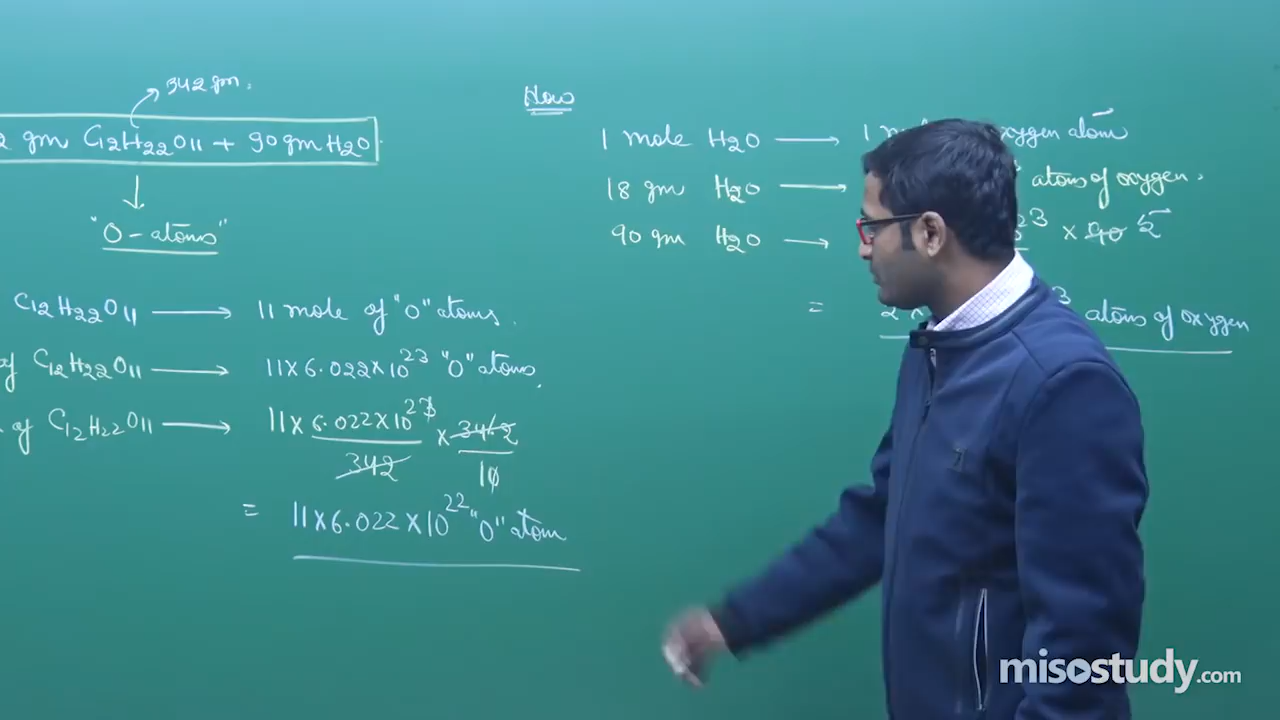 342 gm.
2 gm C12H22O11 + 90 gm H2O
"O-atoms"
C12H22O11 ⟶ 11 mole of "O" atoms.
of C12H22O11 ⟶ 11×6.022×10^23 "O" atoms.
of C12H22O11 ⟶ 11×6.022×10^23/342 × 342/10
= 11×6.022×10^22 "O" atom
1 mole H2O ⟶ 1 oxygen atom
18 gm H2O ⟶ atoms of oxygen.
90 gm H2O ⟶ 3 × 90
= atoms of oxygen
misostudy.com